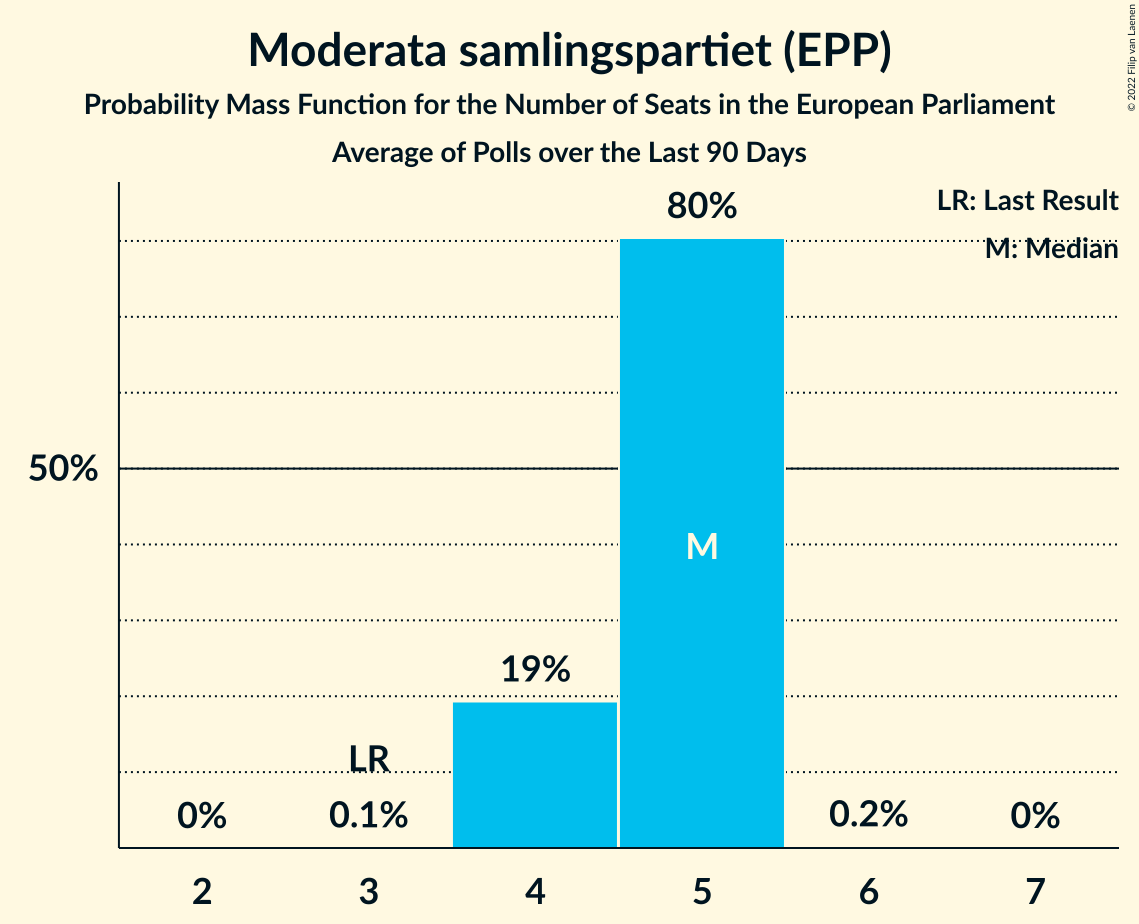 Moderata samlingspartiet (EPP)
Probability Mass Function for the Number of Seats in the European Parliament
Average of Polls over the Last 90 Days
© 2022 Filip van Laenen
LR: Last Result
M: Median
80%
50%
M
19%
LR
0% 0.1% 0.2% 0%
2 3 4 5 6 7